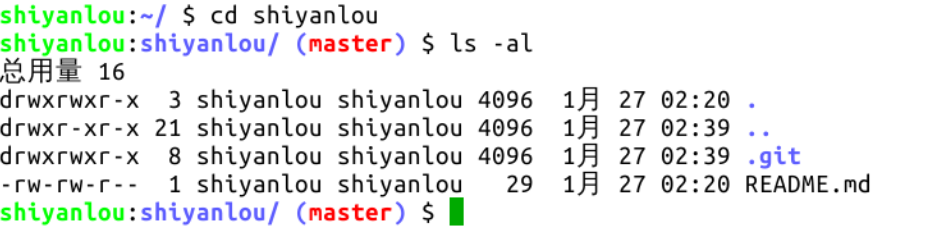 shiyanlou:~/ $ cd shiyanlou
shiyanlou:shiyanlou/ (master) $ ls -al
总用量 16
drwxrwxr-x  3 shiyanlou shiyanlou 4096  1月 27 02:20 .
drwxr-xr-x 21 shiyanlou shiyanlou 4096  1月 27 02:39 ..
drwxrwxr-x  8 shiyanlou shiyanlou 4096  1月 27 02:39 .git
-rw-rw-r--  1 shiyanlou shiyanlou   29  1月 27 02:20 README.md
shiyanlou:shiyanlou/ (master) $